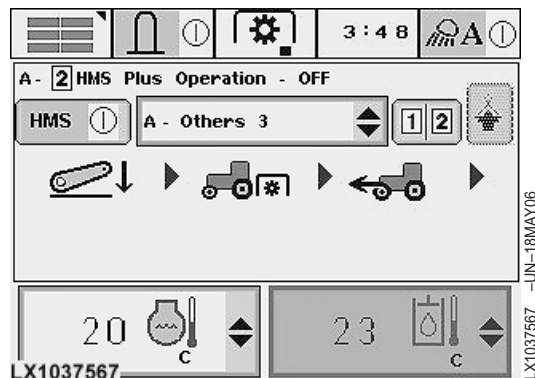 3:48 A
A- 2 HMS Plus Operation - OFF
HMS A - Others 3 1 2
20 C
23 C
LX1037567
LX1037567 -UN-18MAY06